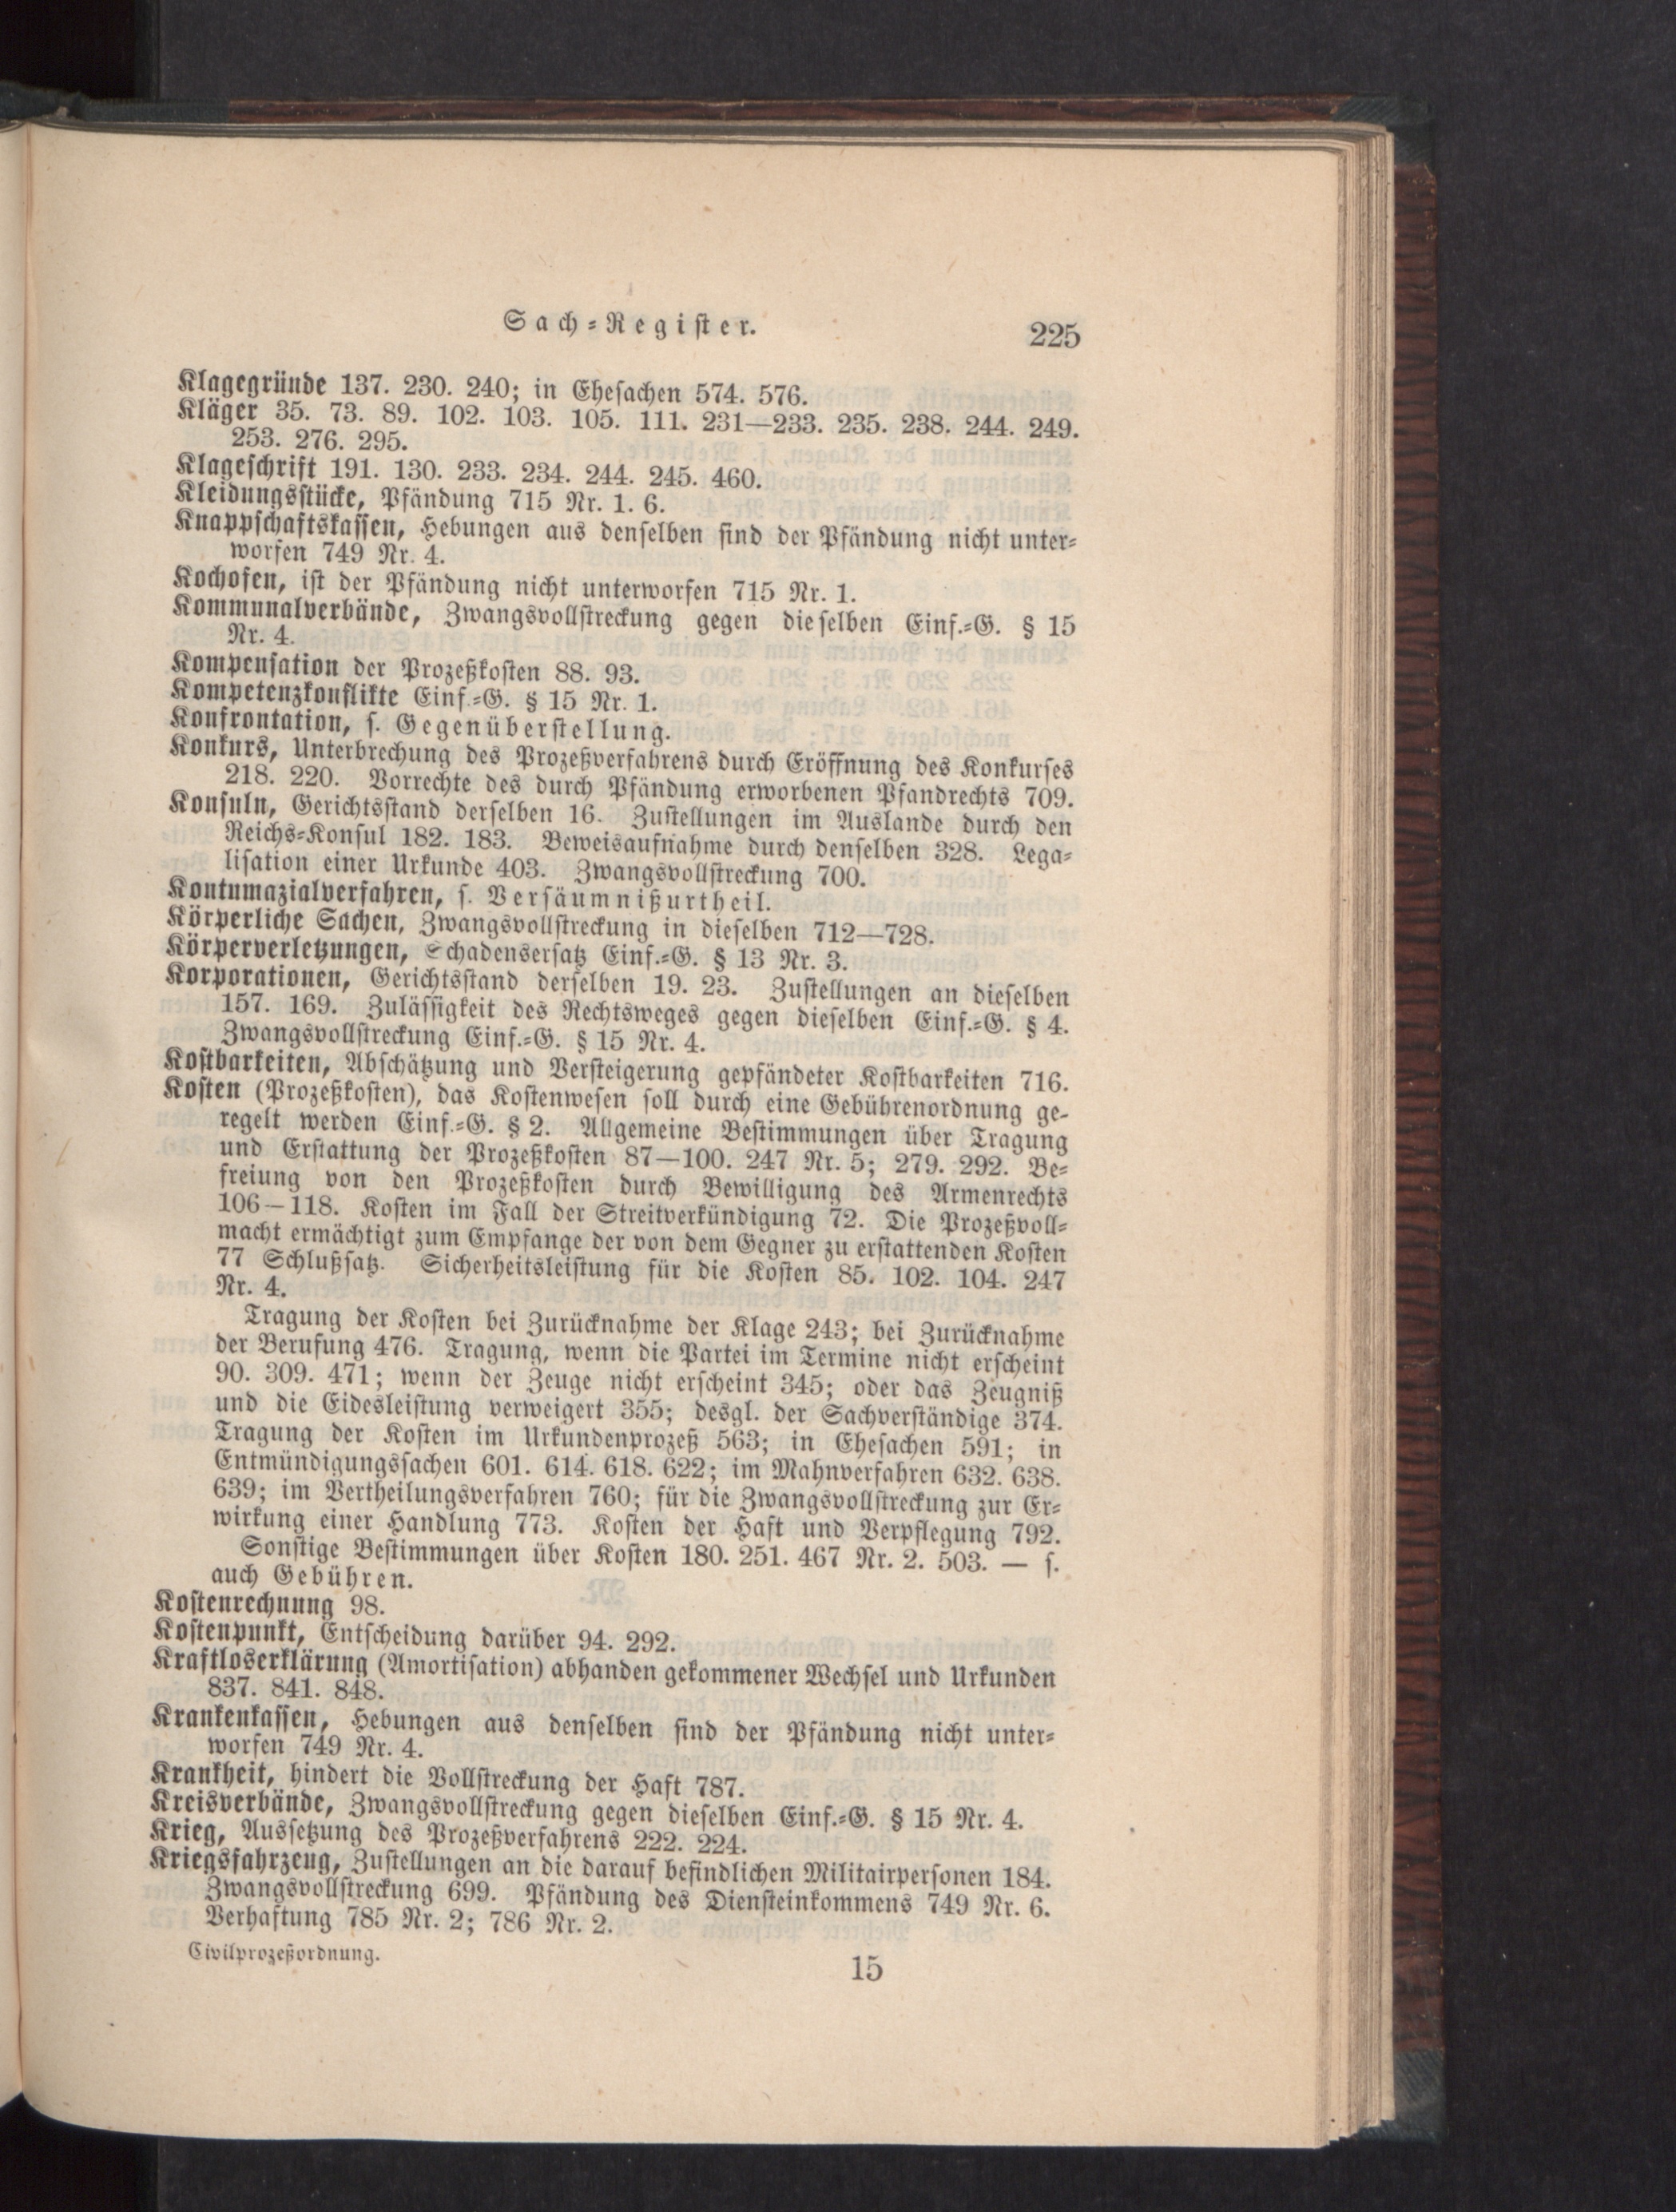 Sach-Register.
225
Klagegründe 137. 230. 240; in Ehesachen 574. 576.
Kläger 35. 73. 89. 102. 103. 105. 111. 231—233. 235. 238. 244. 249.
253. 276. 295.
Klageschrift 191. 130. 233. 234. 244. 245. 460.
Kleidungsstücke, Pfändung 715 Nr. 1. 6.
Knappschaftskassen, Hebungen aus denselben sind der Pfändung nicht unter-
worfen 749 Nr. 4.
Kochofen, ist der Pfändung nicht unterworfen 715 Nr. 1.
Kommunalverbände, Zwangsvollstreckung gegen dieselben Einf.-G. § 15
Nr. 4.
Kompensation der Prozeßkosten 88. 93.
Kompetenzkonflikte Einf.-G. § 15 Nr. 1.
Konfrontation, s. Gegenüberstellung.
Konkurs, Unterbrechung des Prozeßverfahrens durch Eröffnung des Konkurses
218. 220. Vorrechte des durch Pfändung erworbenen Pfandrechts 709.
Konsuln, Gerichtsstand derselben 16. Zustellungen im Auslande durch den
Reichs-Konsul 182. 183. Beweisaufnahme durch denselben 328. Lega-
lisation einer Urkunde 403. Zwangsvollstreckung 700.
Kontumazialverfahren, s. Versäumnißurtheil.
Körperliche Sachen, Zwangsvollstreckung in dieselben 712—728.
Körperverletzungen, Schadensersatz Einf.-G. § 13 Nr. 3.
Korporationen, Gerichtsstand derselben 19. 23. Zustellungen an dieselben
157. 169. Zulässigkeit des Rechtsweges gegen dieselben Einf.-G. § 4.
Zwangsvollstreckung Einf.-G. § 15 Nr. 4.
Kostbarkeiten, Abschätzung und Versteigerung gepfändeter Kostbarkeiten 716.
Kosten (Prozeßkosten), das Kostenwesen soll durch eine Gebührenordnung ge-
regelt werden Einf.-G. § 2. Allgemeine Bestimmungen über Tragung
und Erstattung der Prozeßkosten 87—100. 247 Nr. 5; 279. 292. Be-
freiung von den Prozeßkosten durch Bewilligung des Armenrechts
106—118. Kosten im Fall der Streitverkündigung 72. Die Prozeßvoll-
macht ermächtigt zum Empfange der von dem Gegner zu erstattenden Kosten
77 Schlußsatz. Sicherheitsleistung für die Kosten 85. 102. 104. 247
Nr. 4.
Tragung der Kosten bei Zurücknahme der Klage 243; bei Zurücknahme
der Berufung 476. Tragung, wenn die Partei im Termine nicht erscheint
90. 309. 471; wenn der Zeuge nicht erscheint 345; oder das Zeugniß
und die Eidesleistung verweigert 355; desgl. der Sachverständige 374.
Tragung der Kosten im Urkundenprozeß 563; in Ehesachen 591; in
Entmündigungssachen 601. 614. 618. 622; im Mahnverfahren 632. 638.
639; im Vertheilungsverfahren 760; für die Zwangsvollstreckung zur Er-
wirkung einer Handlung 773. Kosten der Haft und Verpflegung 792.
Sonstige Bestimmungen über Kosten 180. 251. 467 Nr. 2. 503. — s.
auch Gebühren.
Kostenrechnung 98.
Kostenpunkt, Entscheidung darüber 94. 292.
Kraftloserklärung (Amortisation) abhanden gekommener Wechsel und Urkunden
837. 841. 848.
Krankenkassen, Hebungen aus denselben sind der Pfändung nicht unter-
worfen 749 Nr. 4.
Krankheit, hindert die Vollstreckung der Haft 787.
Kreisverbände, Zwangsvollstreckung gegen dieselben Einf.-G. § 15 Nr. 4.
Krieg, Aussetzung des Prozeßverfahrens 222. 224.
Kriegsfahrzeug, Zustellungen an die darauf befindlichen Militairpersonen 184.
Zwangsvollstreckung 699. Pfändung des Diensteinkommens 749 Nr. 6.
Verhaftung 785 Nr. 2; 786 Nr. 2.
Civilprozeßordnung.
15